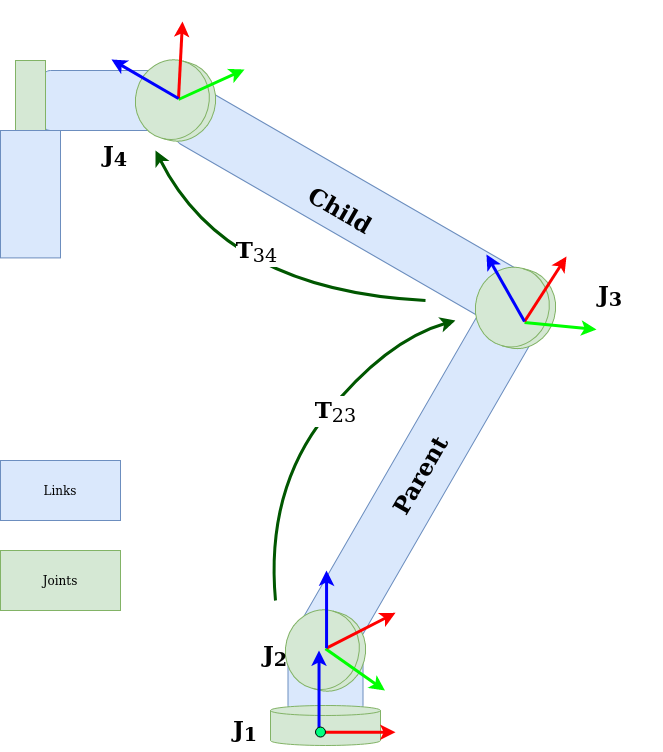 J4
Child
T34
J3
T23
Parent
Links
Joints
J2
J1